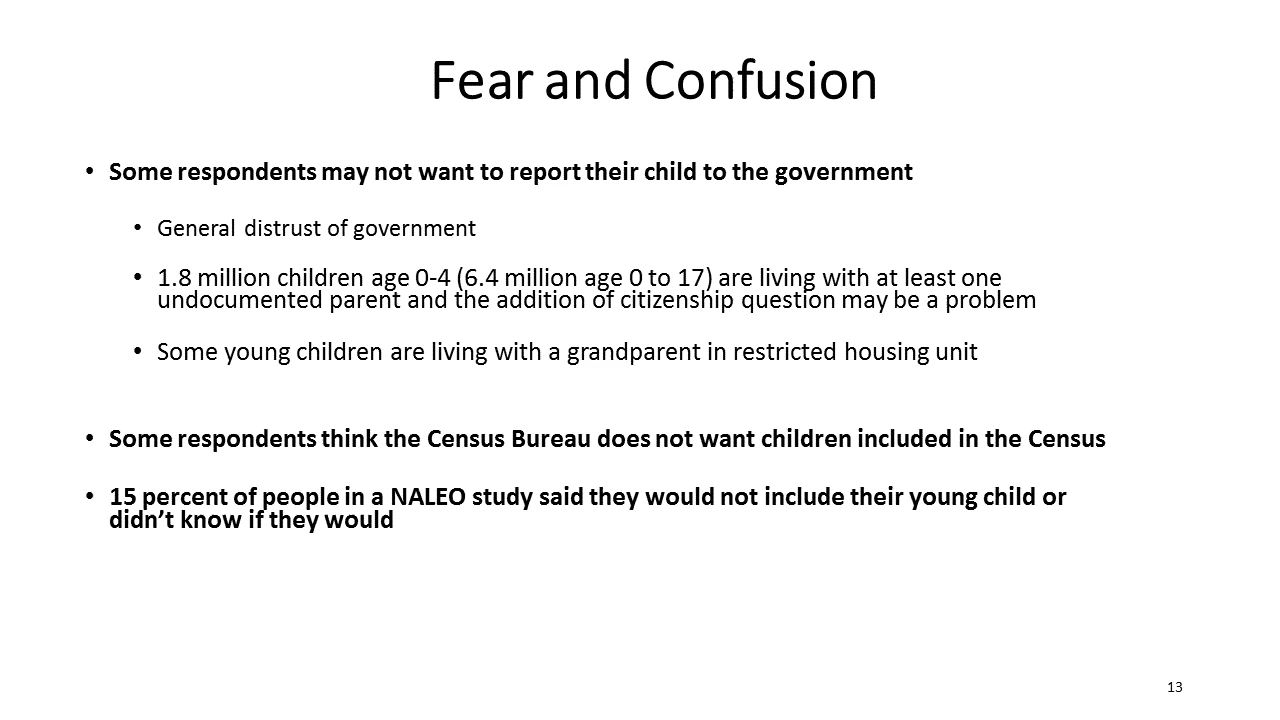 Fear and Confusion
• Some respondents may not want to report their child to the government
• General distrust of government
• 1.8 million children age 0-4 (6.4 million age 0 to 17) are living with at least one
undocumented parent and the addition of citizenship question may be a problem
• Some young children are living with a grandparent in restricted housing unit
• Some respondents think the Census Bureau does not want children included in the Census
• 15 percent of people in a NALEO study said they would not include their young child or
didn’t know if they would
13